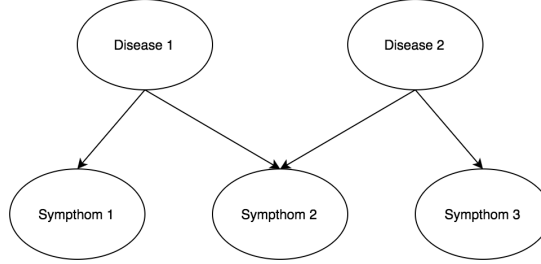 Disease 1
Disease 2
Sympthom 1
Sympthom 2
Sympthom 3